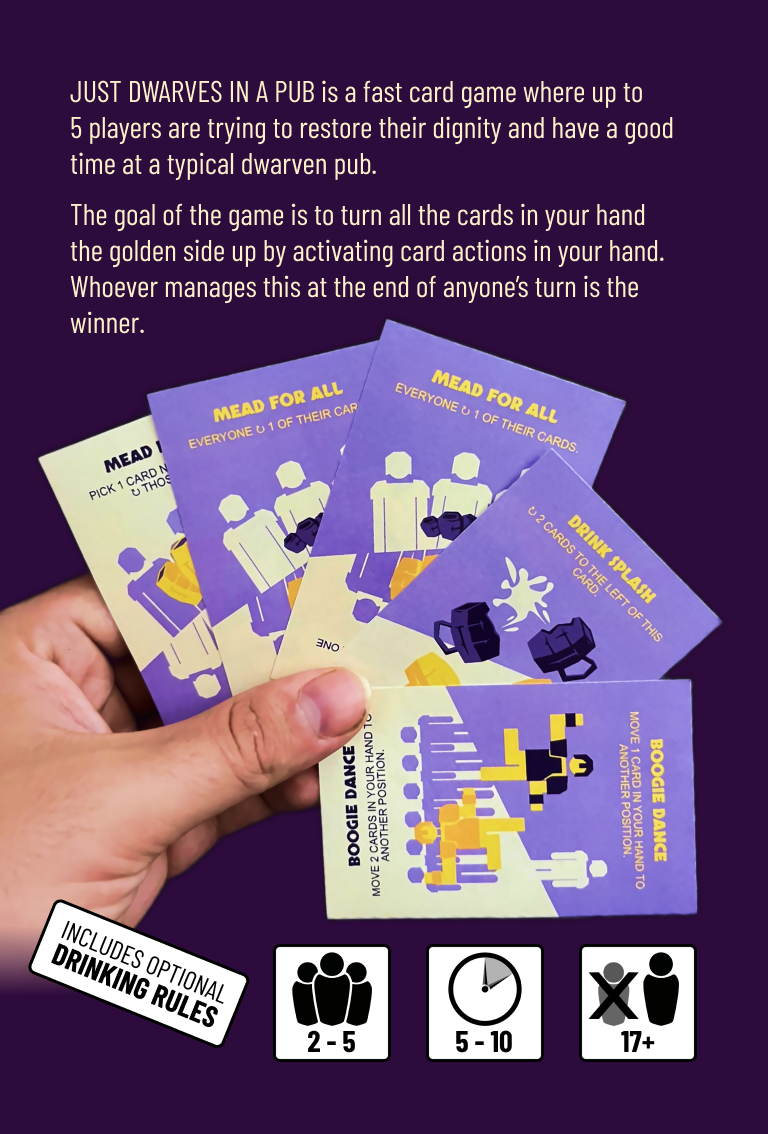 JUST DWARVES IN A PUB is a fast card game where up to
5 players are trying to restore their dignity and have a good
time at a typical dwarven pub.
The goal of the game is to turn all the cards in your hand
the golden side up by activating card actions in your hand.
Whoever manages this at the end of anyone’s turn is the
winner.
MEAD
PICK 1 CARD
↻ THOS
MEAD FOR ALL
EVERYONE ↻ 1 OF THEIR CAR
MEAD FOR ALL
EVERYONE ↻ 1 OF THEIR CARDS.
ONE
DRINK SPLASH
↻ 2 CARDS TO THE LEFT OF THIS
CARD.
BOOGIE DANCE
MOVE 2 CARDS IN YOUR HAND TO
ANOTHER POSITION.
BOOGIE DANCE
MOVE 1 CARD IN YOUR HAND TO
ANOTHER POSITION.
INCLUDES OPTIONAL
DRINKING RULES
2 - 5
5 - 10
17+